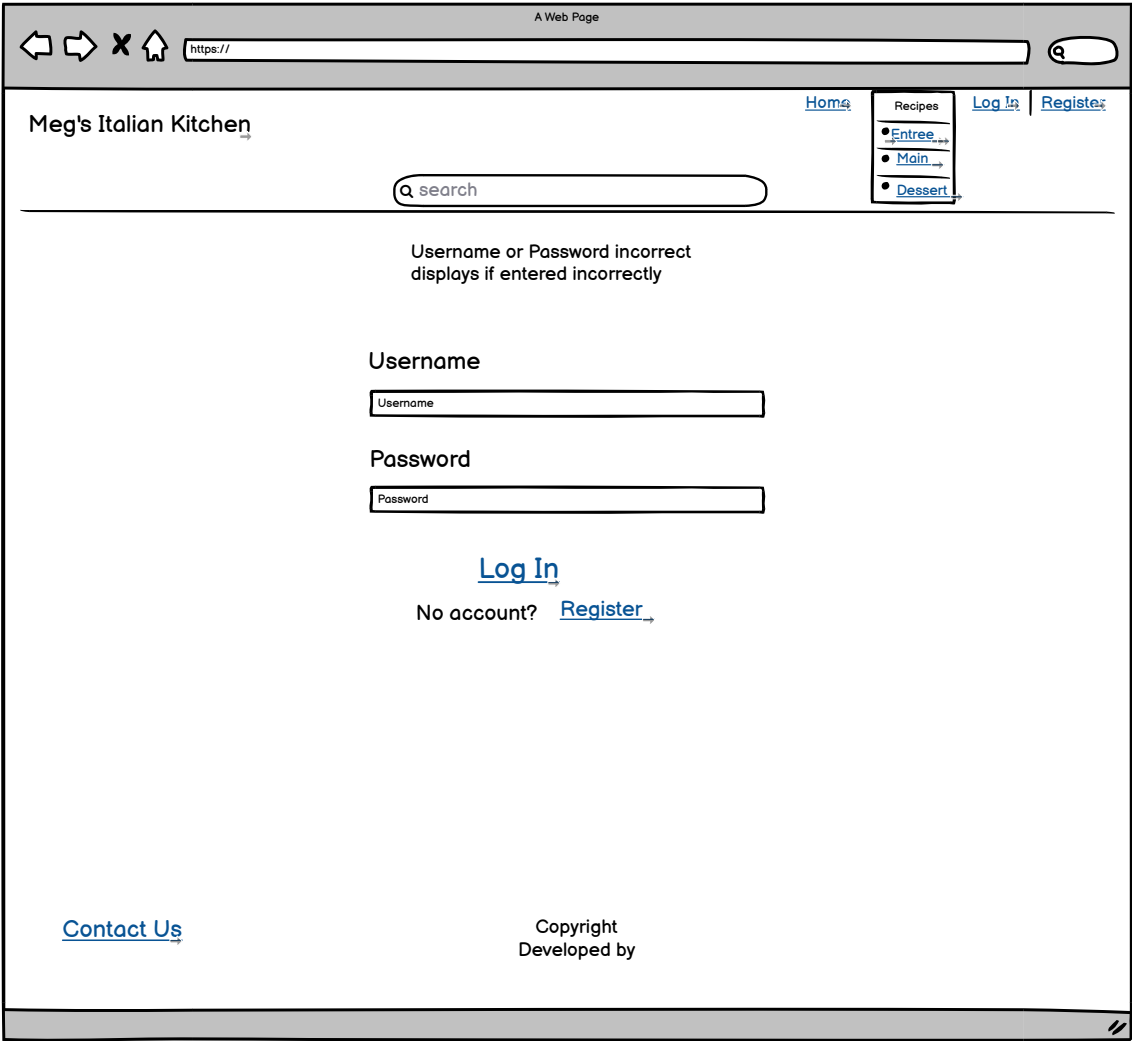 A Web Page
https://
Home
Recipes
Log In
Register
Meg's Italian Kitchen
Entree
Main
Dessert
search
Username or Password incorrect
displays if entered incorrectly
Username
Username
Password
Password
Log In
No account? Register
Contact Us
Copyright
Developed by